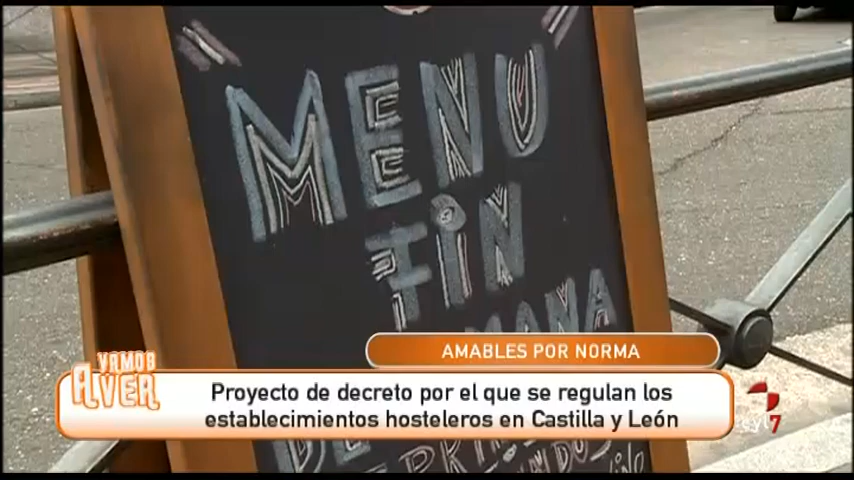 MENU
FIN
AMABLES POR NORMA
VAMOS
A VER
Proyecto de decreto por el que se regulan los
establecimientos hosteleros en Castilla y León
cyl7
DE